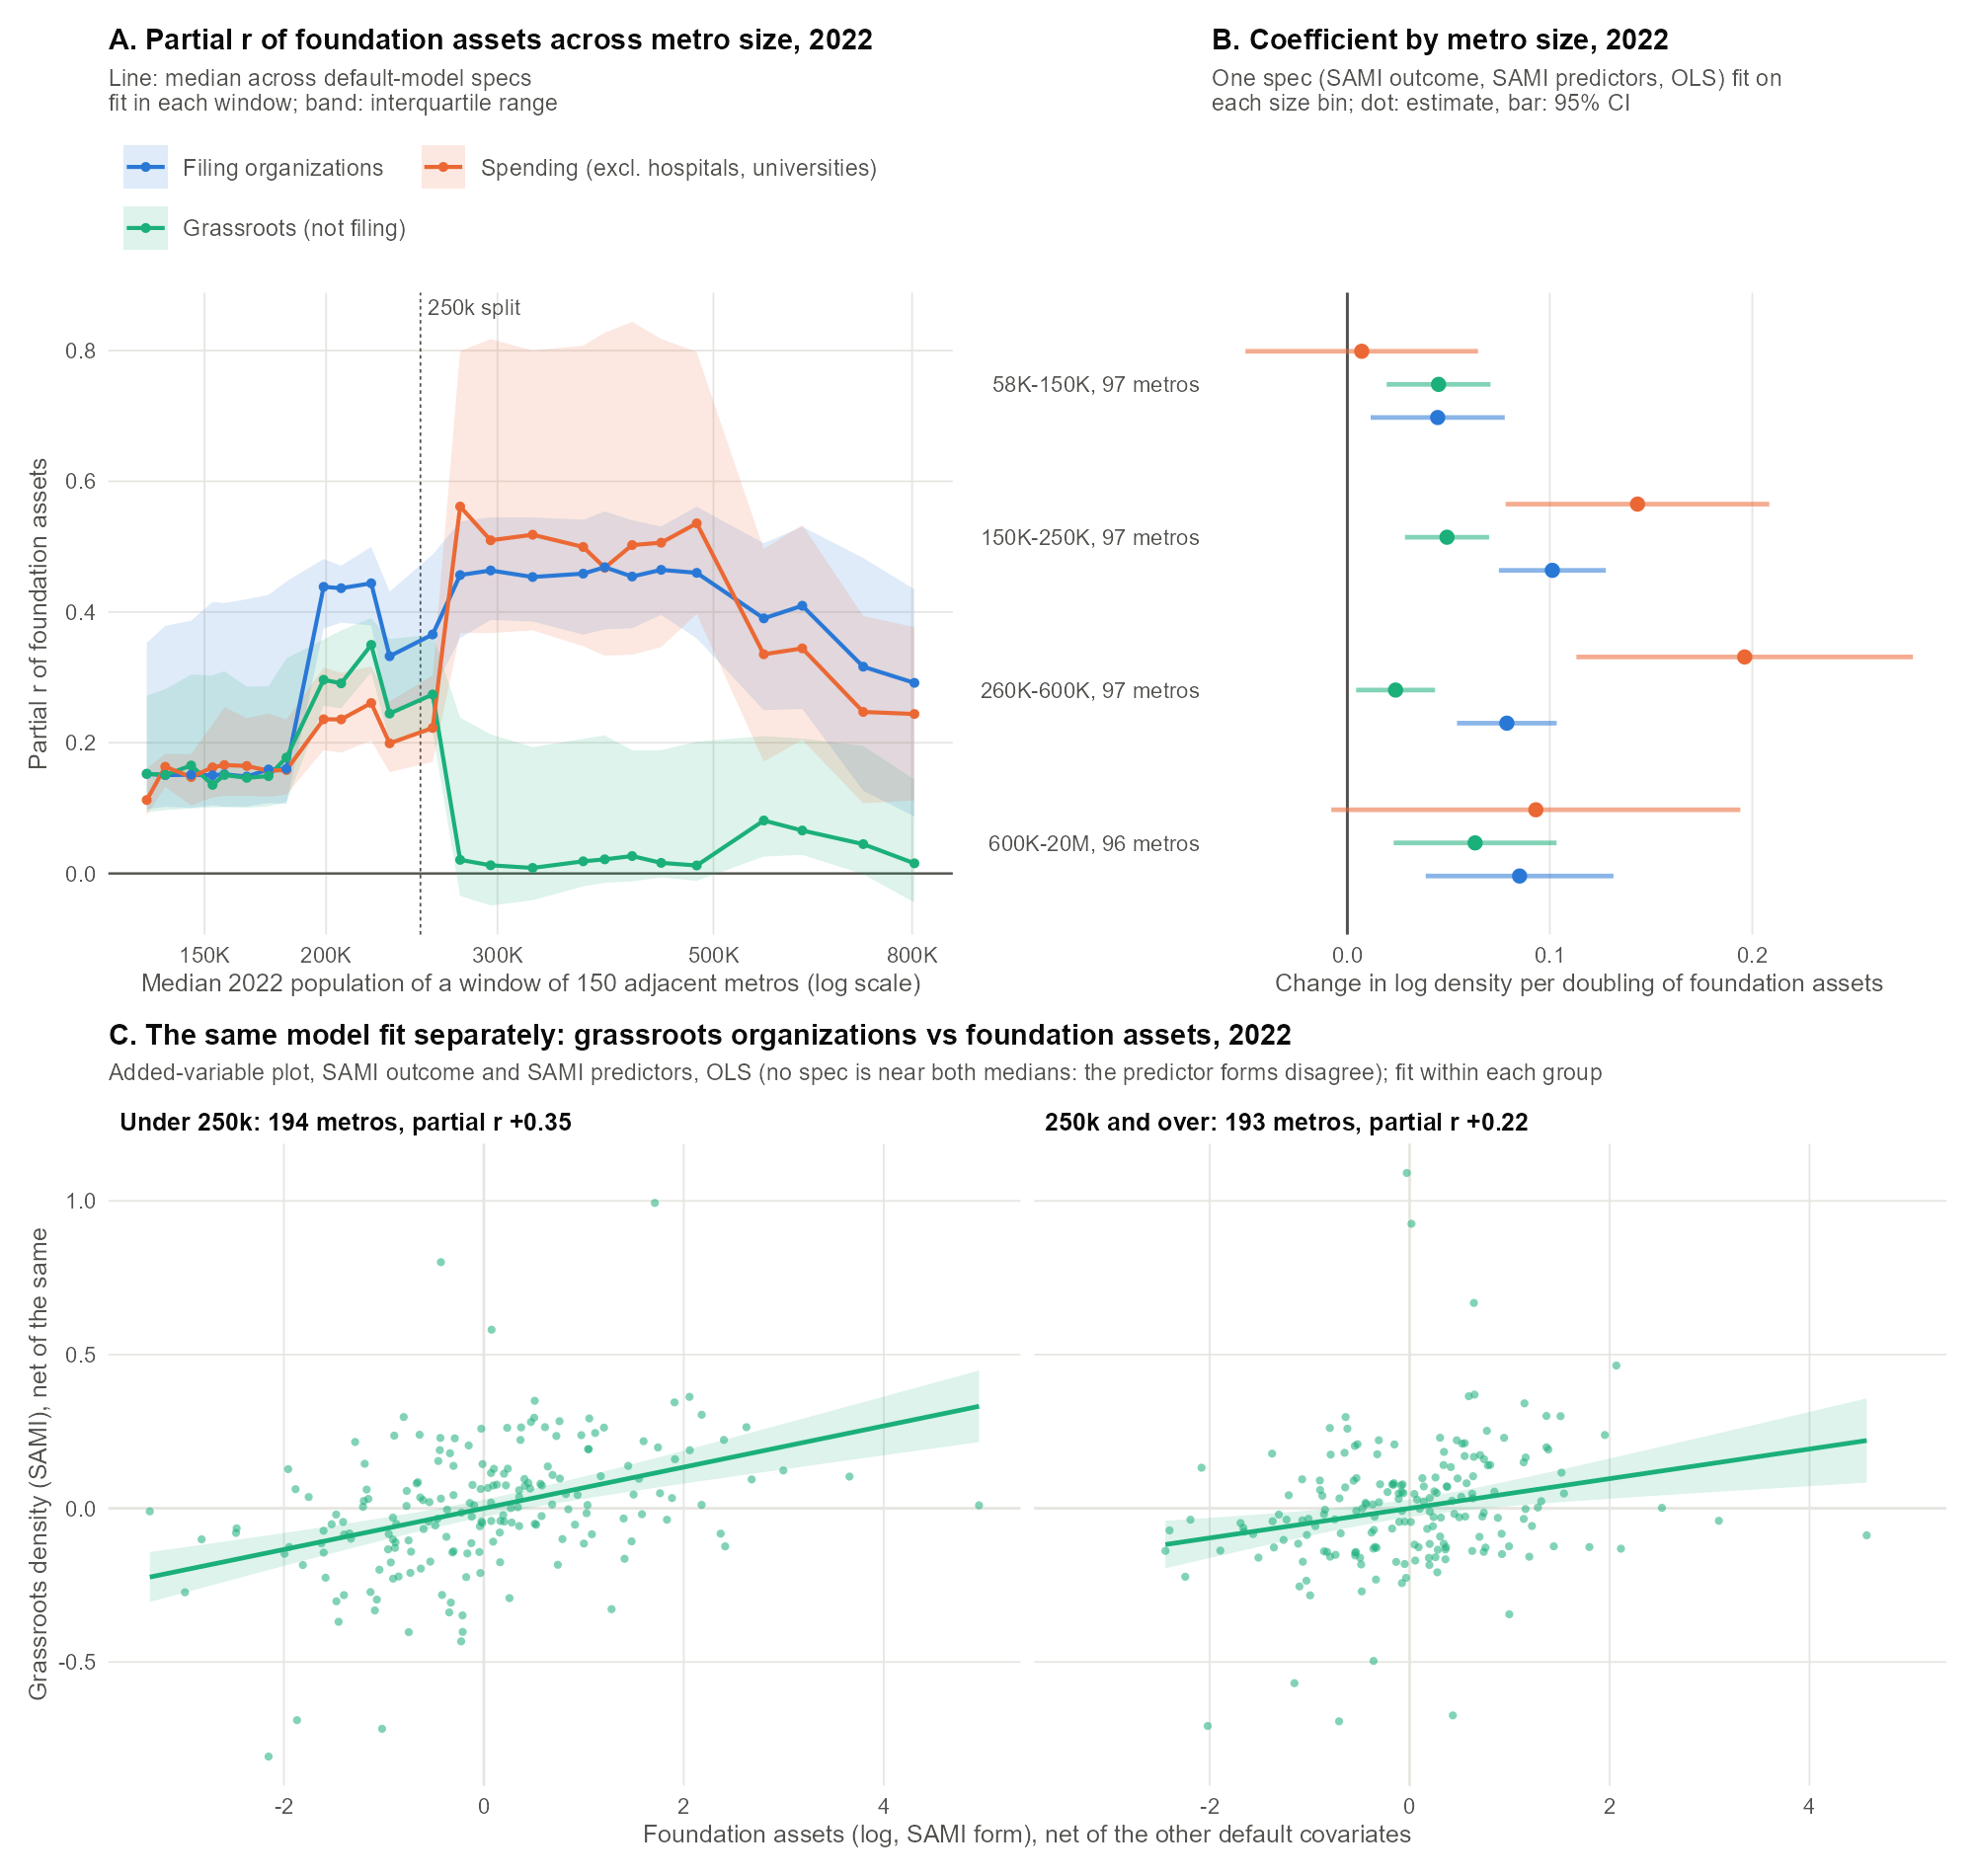 A. Partial r of foundation assets across metro size, 2022
Line: median across default-model specs
fit in each window; band: interquartile range
Filing organizations
Spending (excl. hospitals, universities)
Grassroots (not filing)
250k split
Partial r of foundation assets
0.8
0.6
0.4
0.2
0.0
150K
200K
300K
500K
800K
Median 2022 population of a window of 150 adjacent metros (log scale)
B. Coefficient by metro size, 2022
One spec (SAMI outcome, SAMI predictors, OLS) fit on
each size bin; dot: estimate, bar: 95% CI
58K-150K, 97 metros
150K-250K, 97 metros
260K-600K, 97 metros
600K-20M, 96 metros
0.0
0.1
0.2
Change in log density per doubling of foundation assets
C. The same model fit separately: grassroots organizations vs foundation assets, 2022
Added-variable plot, SAMI outcome and SAMI predictors, OLS (no spec is near both medians: the predictor forms disagree); fit within each group
Under 250k: 194 metros, partial r +0.35
250k and over: 193 metros, partial r +0.22
Grassroots density (SAMI), net of the same
1.0
0.5
0.0
-0.5
-2
0
2
4
-2
0
2
4
Foundation assets (log, SAMI form), net of the other default covariates